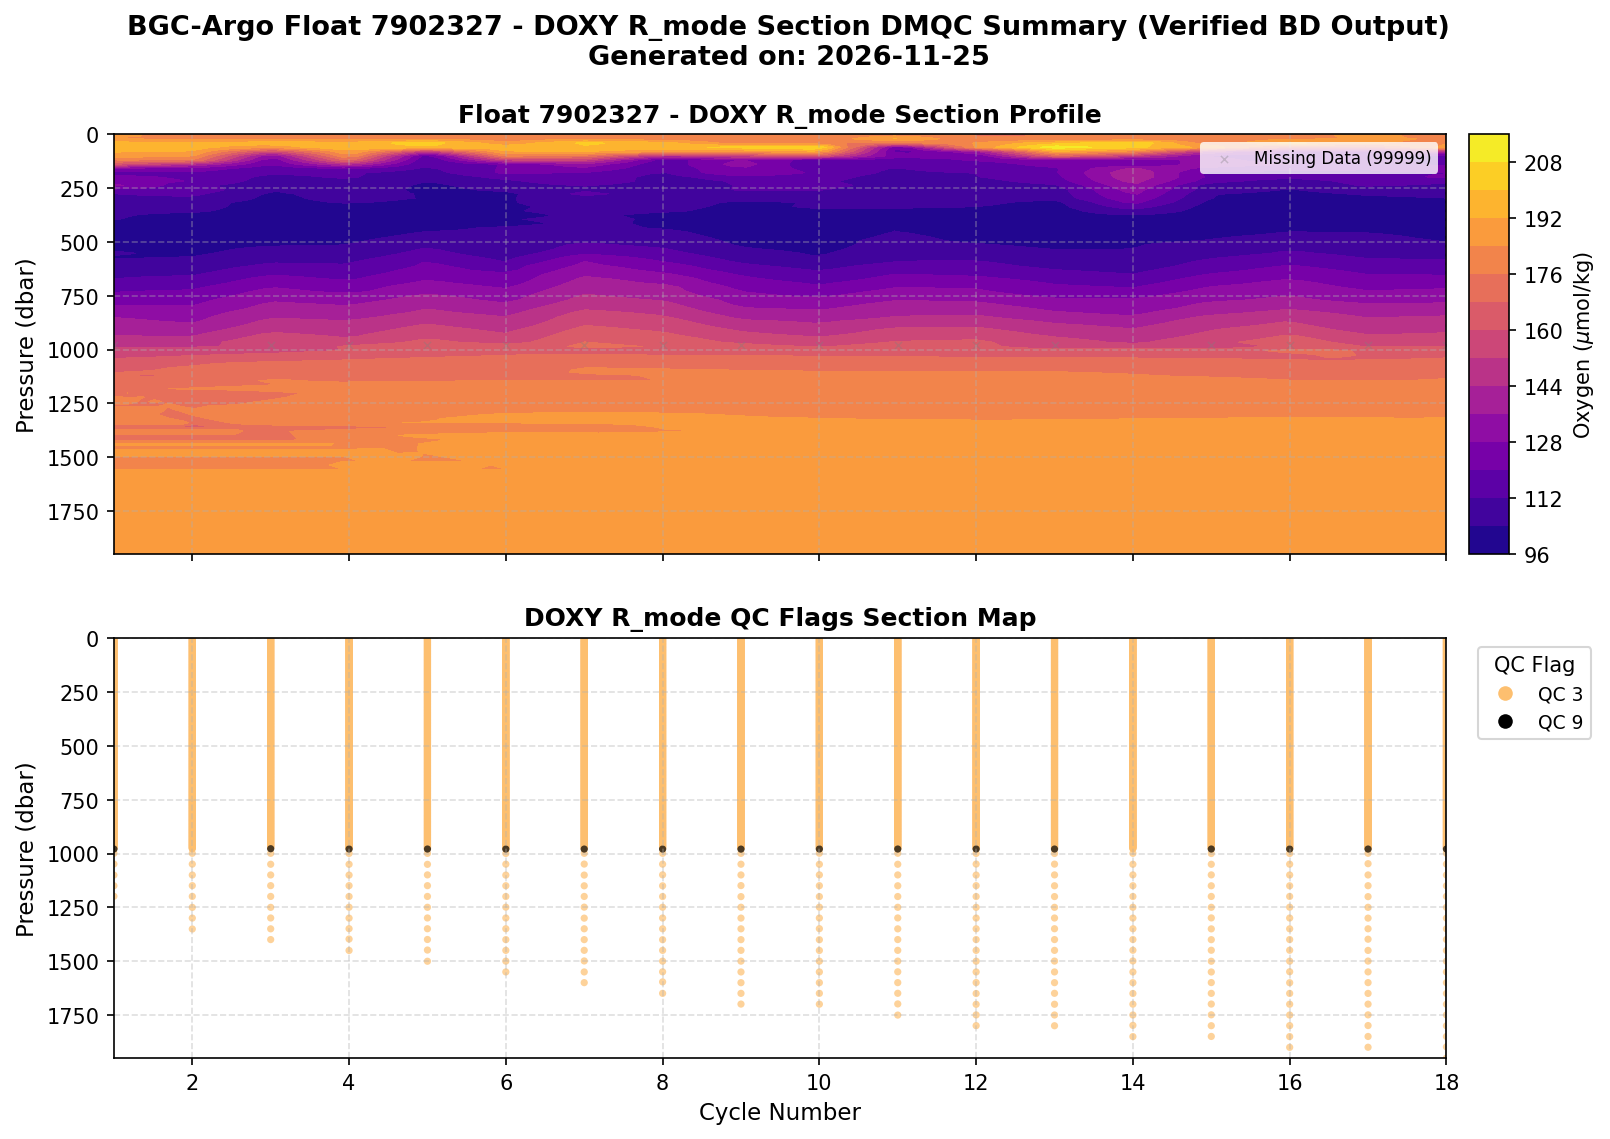 BGC-Argo Float 7902327 - DOXY R_mode Section DMQC Summary (Verified BD Output)
Generated on: 2026-11-25
Float 7902327 - DOXY R_mode Section Profile
Pressure (dbar)
0
250
500
750
1000
1250
1500
1750
Missing Data (99999)
208
192
176
160
144
128
112
96
Oxygen (μmol/kg)
DOXY R_mode QC Flags Section Map
Pressure (dbar)
0
250
500
750
1000
1250
1500
1750
2 4 6 8 10 12 14 16 18
Cycle Number
QC Flag
QC 3
QC 9